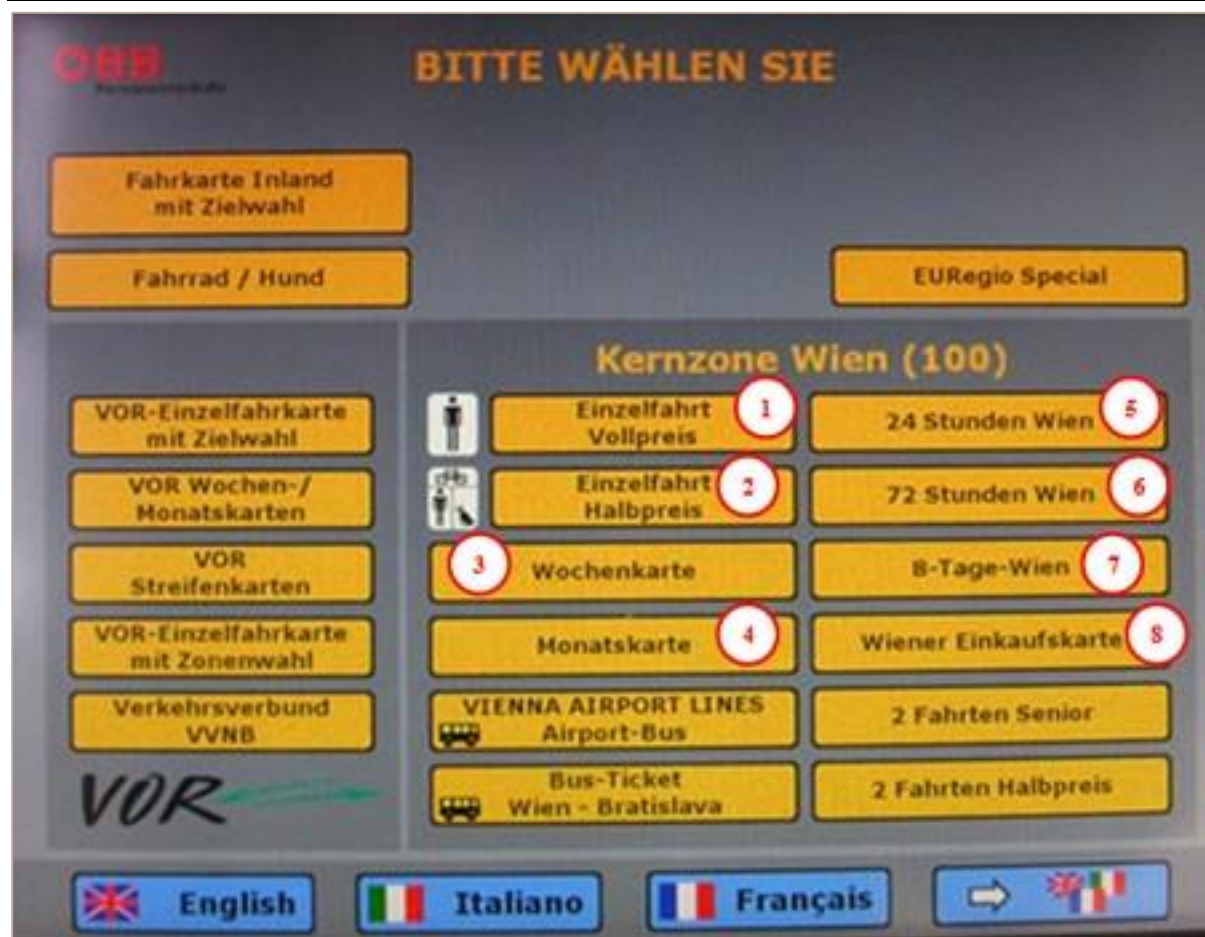 ÖBB
BITTE WÄHLEN SIE
Fahrkarte Inland
mit Zielwahl
Fahrrad / Hund
EURegio Special
Kernzone Wien (100)
VOR-Einzelfahrkarte
mit Zielwahl
VOR Wochen-/
Monatskarten
VOR
Streifenkarten
VOR-Einzelfahrkarte
mit Zonenwahl
Verkehrsverbund
VVNB
VOR
Einzelfahrt 1
Vollpreis
Einzelfahrt 2
Halbpreis
3 Wochenkarte
Monatskarte 4
VIENNA AIRPORT LINES
Airport-Bus
Bus-Ticket
Wien - Bratislava
24 Stunden Wien 5
72 Stunden Wien 6
8-Tage-Wien 7
Wiener Einkaufskarte 8
2 Fahrten Senior
2 Fahrten Halbpreis
English
Italiano
Français